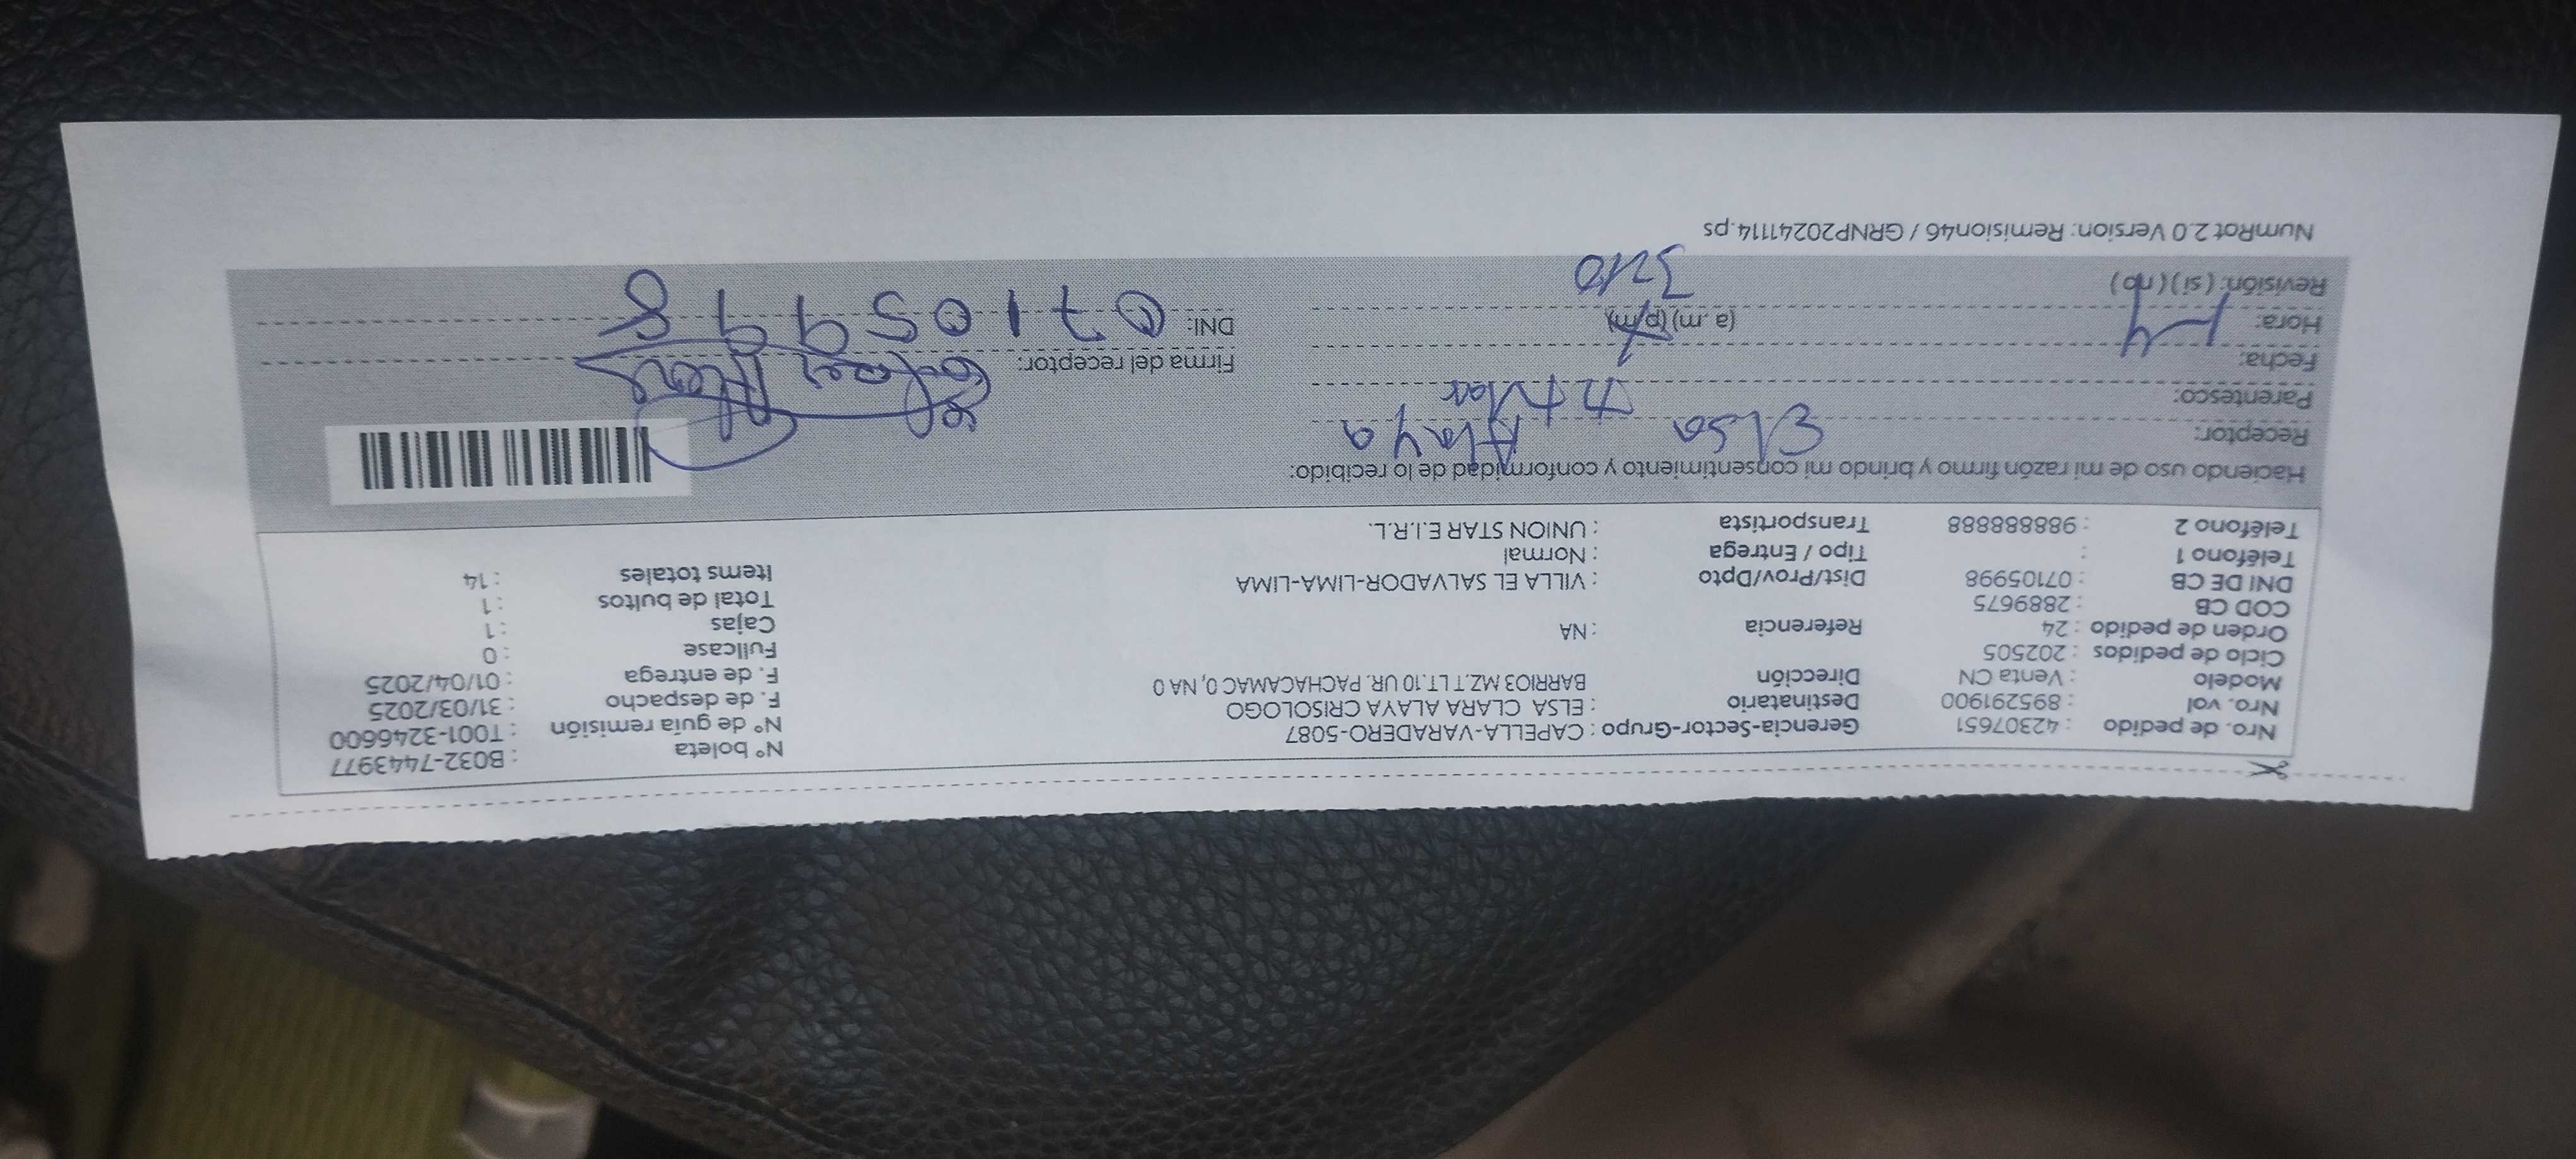 Nro. de pedido : 42307651 Gerencia-Sector-Grupo : CAPELLA-VARADERO-5087 N° boleta : B032-7443977
Nro. vol : 895291900 Destinatario : ELSA CLARA ALAYA CRISOLOGO N° de guía remisión : T001-3246600
Modelo : Venta CN Dirección BARRIO3 MZ.T LT.10 UR. PACHACAMAC 0, NA 0 F. de despacho : 31/03/2025
Ciclo de pedidos : 202505 F. de entrega : 01/04/2025
Orden de pedido : 24 Referencia : NA Fullcase : 0
COD CB : 2889675 Cajas : 1
DNI DE CB : 07105998 Dist/Prov/Dpto : VILLA EL SALVADOR-LIMA-LIMA Total de bultos : 1
Teléfono 1 : Tipo / Entrega : Normal Items totales : 14
Teléfono 2 : 988888888 Transportista : UNION STAR E.I.R.L.
Haciendo uso de mi razón firmo y brindo mi consentimiento y conformidad de lo recibido:
Receptor: Elsa Alaya
Parentesco:
Fecha: Firma del receptor:
Hora: (a. m) (p. m) DNI: 07105998
Revisión: (si) (no)
NumRot 2.0 Version: Remision46 / GRNP20241114.ps